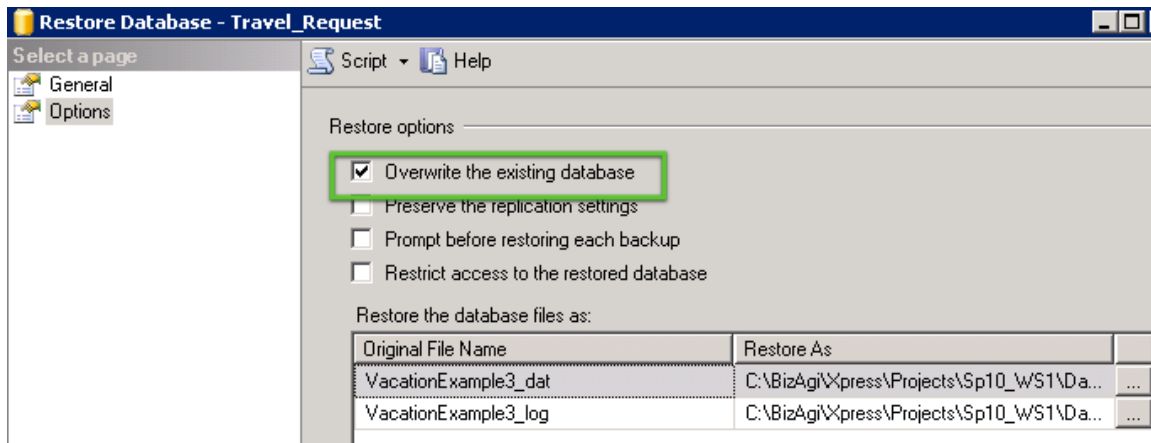 Restore Database - Travel_Request
Select a page
General
Options
Script Help
Restore options
Overwrite the existing database
Preserve the replication settings
Prompt before restoring each backup
Restrict access to the restored database
Restore the database files as:
Original File Name Restore As
VacationExample3_dat C:\BizAgi\Xpress\Projects\Sp10_WS1\Da... ...
VacationExample3_log C:\BizAgi\Xpress\Projects\Sp10_WS1\Da... ...